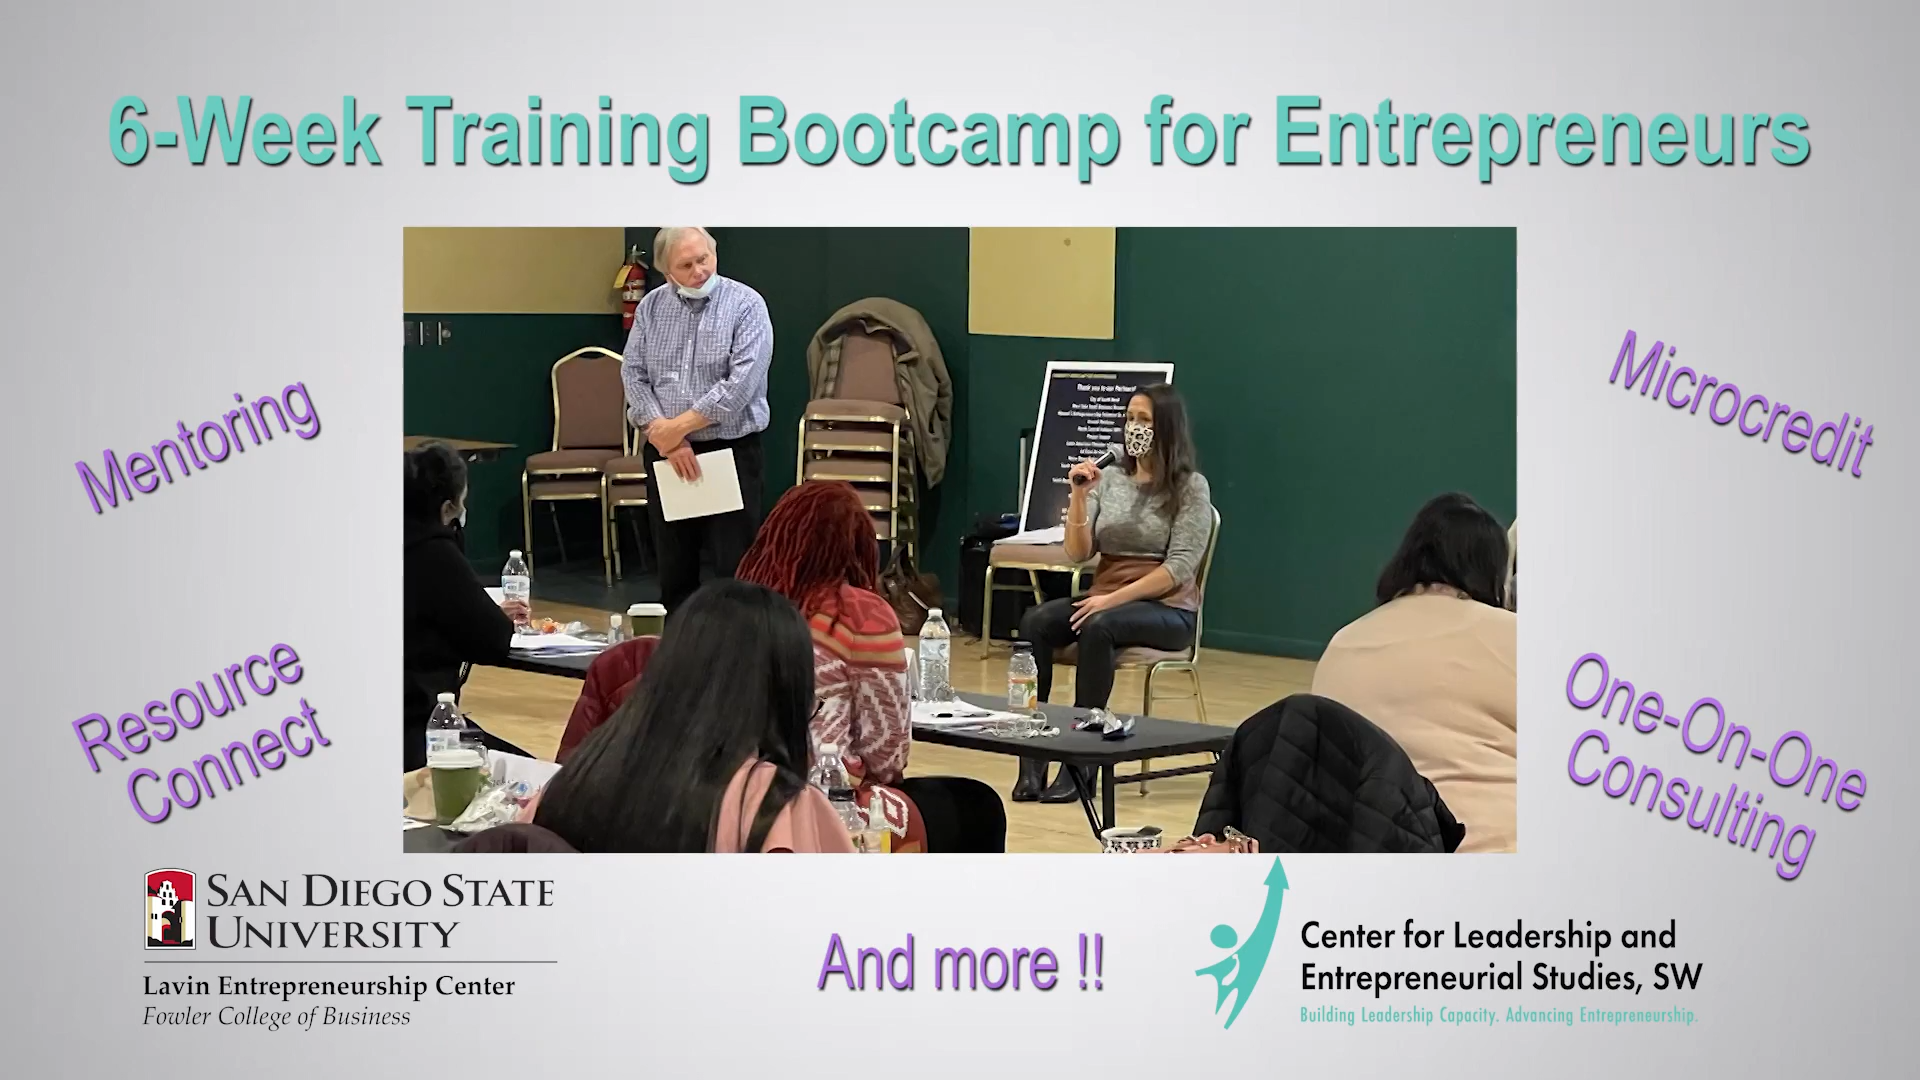 6-Week Training Bootcamp for Entrepreneurs
Mentoring
Microcredit
Thank you to our Partners!
Resource
Connect
One-On-One
Consulting
SAN DIEGO STATE
UNIVERSITY
Lavin Entrepreneurship Center
Fowler College of Business
And more !!
Center for Leadership and
Entrepreneurial Studies, SW
Building Leadership Capacity. Advancing Entrepreneurship.